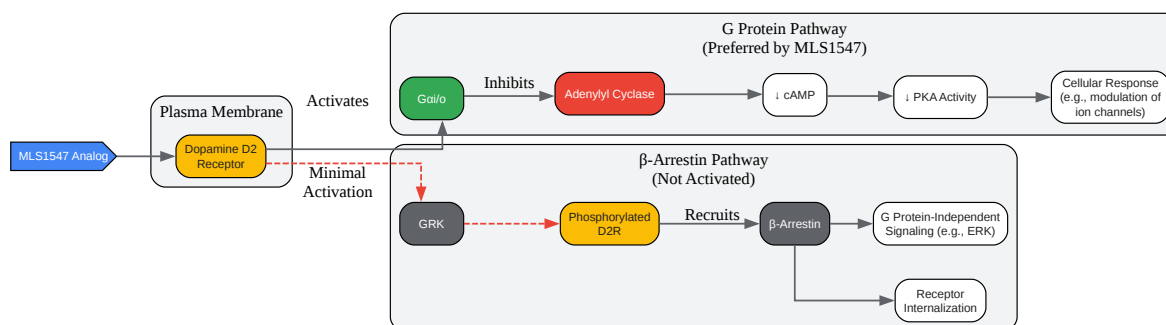 G Protein Pathway
(Preferred by MLS1547)
Plasma Membrane
MLS1547 Analog
Dopamine D2
Receptor
Activates
Gαi/o
Inhibits
Adenylyl Cyclase
↓ cAMP
↓ PKA Activity
Cellular Response
(e.g., modulation of
ion channels)
Minimal
Activation
β-Arrestin Pathway
(Not Activated)
GRK
Phosphorylated
D2R
Recruits
β-Arrestin
G Protein-Independent
Signaling (e.g., ERK)
Receptor
Internalization